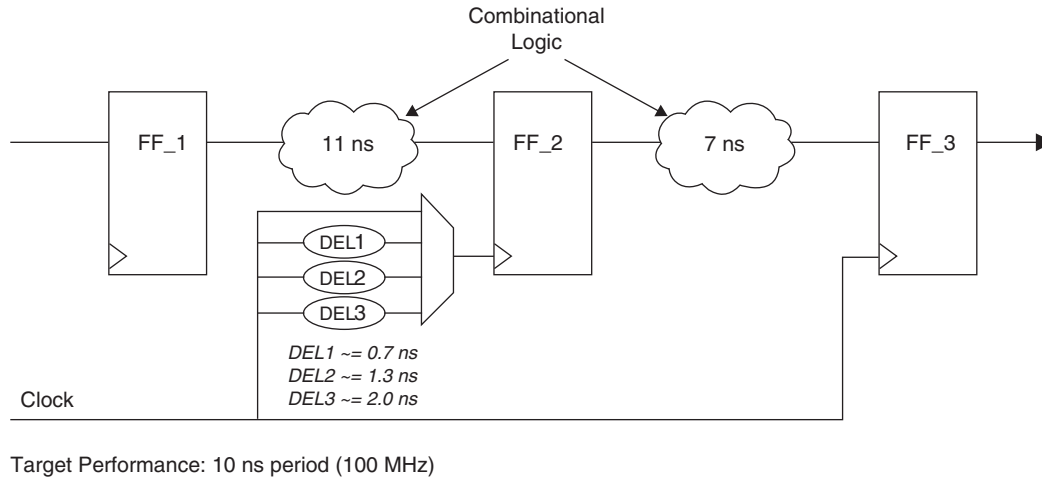 Combinational
Logic
FF_1
11 ns
FF_2
7 ns
FF_3
DEL1
DEL2
DEL3
DEL1 ~= 0.7 ns
DEL2 ~= 1.3 ns
DEL3 ~= 2.0 ns
Clock
Target Performance: 10 ns period (100 MHz)